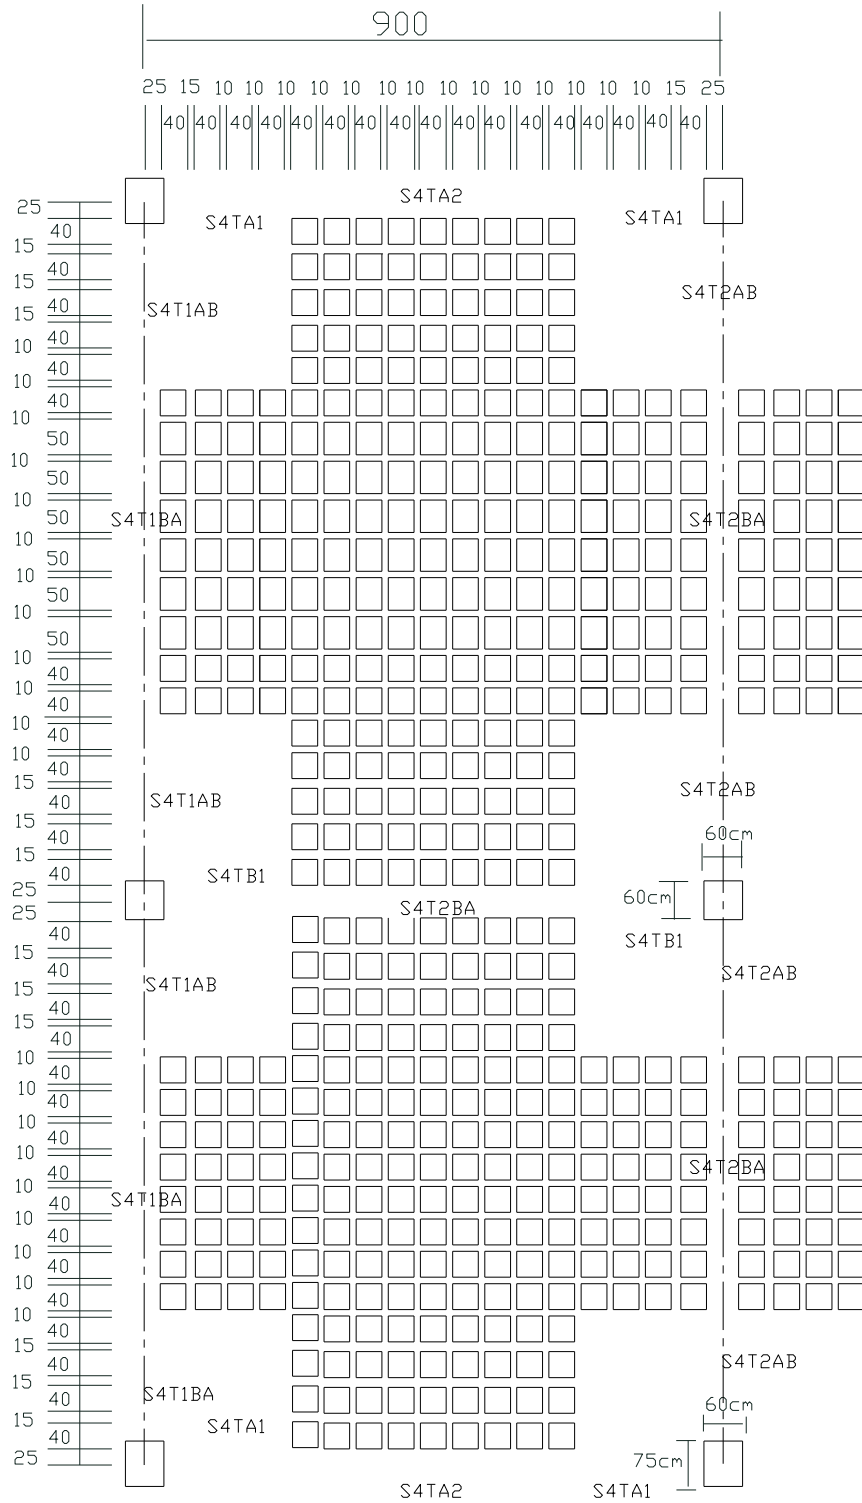 900
25 15 10 10 10 10 10 10 10 10 10 10 10 10 10 10 15 25
40 40 40 40 40 40 40 40 40 40 40 40 40 40 40 40 40
S4TA2
25
S4TA1 S4TA1
40
15
40
15
S4T2AB
40
S4T1AB
15
40
10
40
10
40
10
50
10
50
10
50 S4T1BA S4T2BA
10
50
10
50
10
50
10
40
10
40
10
40
10
40
15
S4T2AB
40 S4T1AB
15
60cm
40
15
40 S4TB1
25
60cm
25
S4T2BA
40
S4TB1
15
40
S4T2AB
S4T1AB
15
40
15
40
10
40
10
40
10
40
10
S4T2BA
40
10
S4T1BA
40
10
40
10
40
10
40
10
40
15
40 S4T2AB
15
S4T1BA
40
60cm
15
S4TA1
40
25
75cm
S4TA2 S4TA1